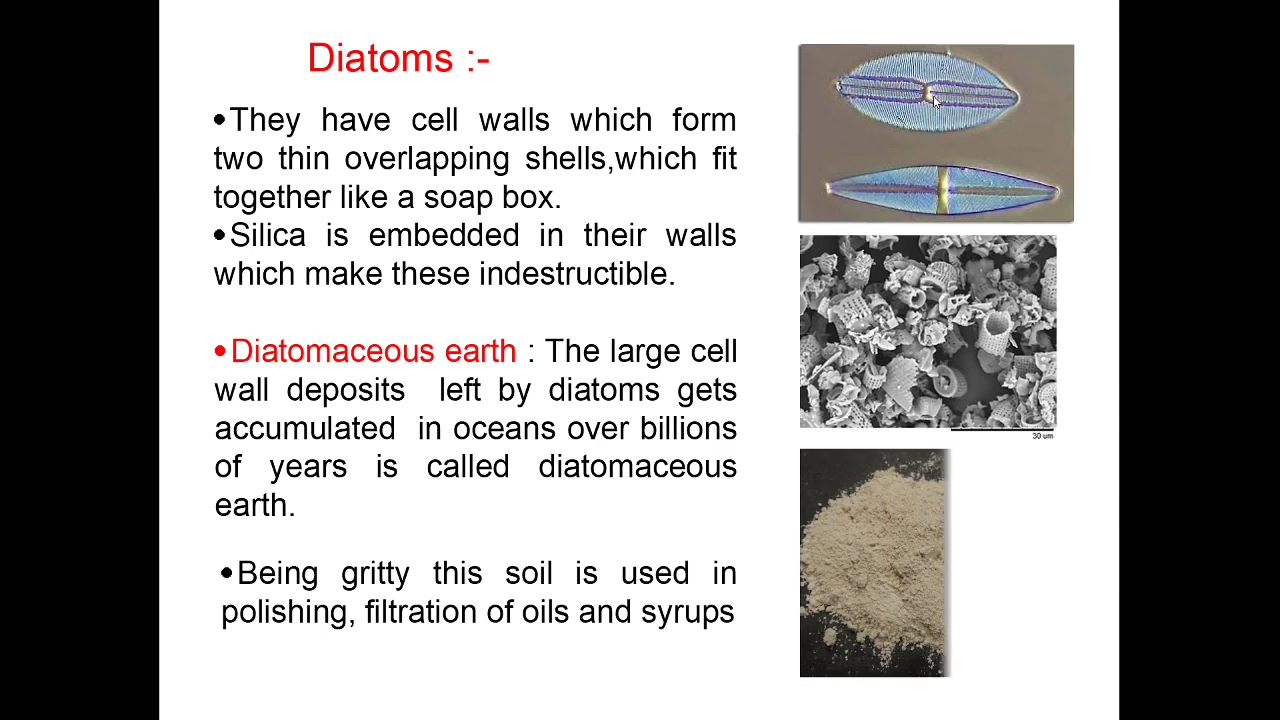 Diatoms :-
•They have cell walls which form
two thin overlapping shells,which fit
together like a soap box.
•Silica is embedded in their walls
which make these indestructible.
•Diatomaceous earth : The large cell
wall deposits left by diatoms gets
accumulated in oceans over billions
of years is called diatomaceous
earth.
•Being gritty this soil is used in
polishing, filtration of oils and syrups
30 um